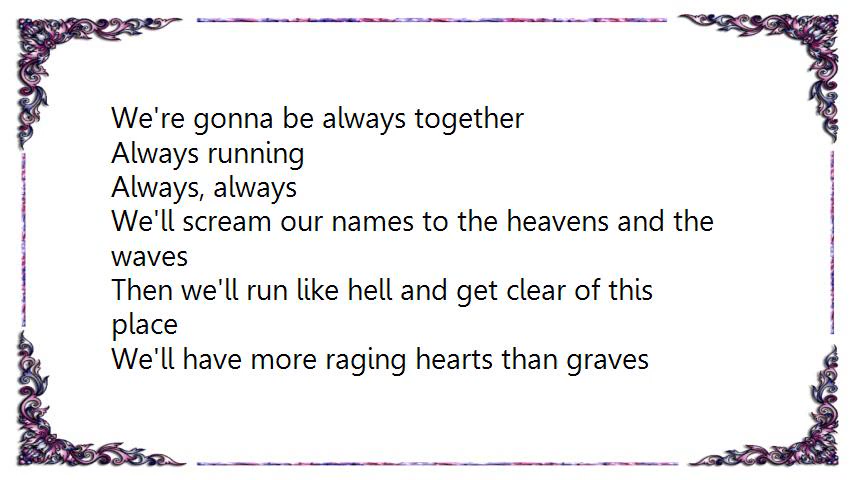 We're gonna be always together
Always running
Always, always
We'll scream our names to the heavens and the
waves
Then we'll run like hell and get clear of this
place
We'll have more raging hearts than graves